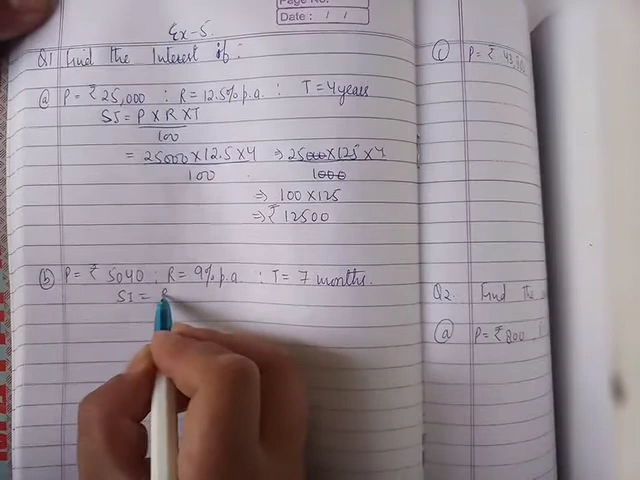 Page No.
Date : / /
Ex-5
Q1 Find the Interest if:
(a) P = ₹ 25,000 : R = 12.5% p.a. : T = 4 years
SI = P X R X T
100
= 25000 X 12.5 X 4 ⇒ 25000 X 125 X 4
100 1000
⇒ 100 X 125
⇒ ₹ 12500
(b) P = ₹ 5040 : R = 9% p.a : T = 7 months.
SI = P
(c) P = ₹ 43,
Q2. Find the
(a) P = ₹ 800,